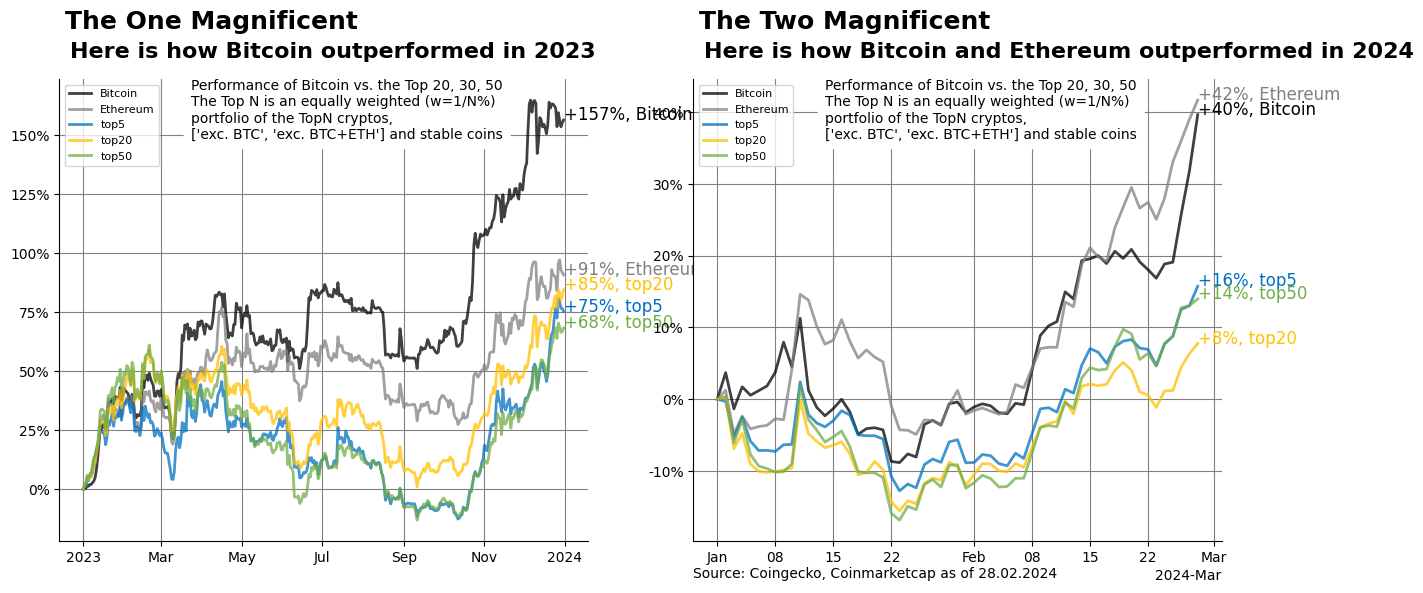 The One Magnificent
Here is how Bitcoin outperformed in 2023
Bitcoin
Ethereum
top5
top20
top50
Performance of Bitcoin vs. the Top 20, 30, 50
The Top N is an equally weighted (w=1/N%)
portfolio of the TopN cryptos,
['exc. BTC', 'exc. BTC+ETH'] and stable coins
150%
125%
100%
75%
50%
25%
0%
+157%, Bitcoin
+91%, Ethereum
+85%, top20
+75%, top5
+68%, top50
2023 Mar May Jul Sep Nov 2024
The Two Magnificent
Here is how Bitcoin and Ethereum outperformed in 2024
Bitcoin
Ethereum
top5
top20
top50
Performance of Bitcoin vs. the Top 20, 30, 50
The Top N is an equally weighted (w=1/N%)
portfolio of the TopN cryptos,
['exc. BTC', 'exc. BTC+ETH'] and stable coins
40%
30%
20%
10%
0%
-10%
+42%, Ethereum
+40%, Bitcoin
+16%, top5
+14%, top50
+8%, top20
Jan 08 15 22 Feb 08 15 22 Mar
2024-Mar
Source: Coingecko, Coinmarketcap as of 28.02.2024